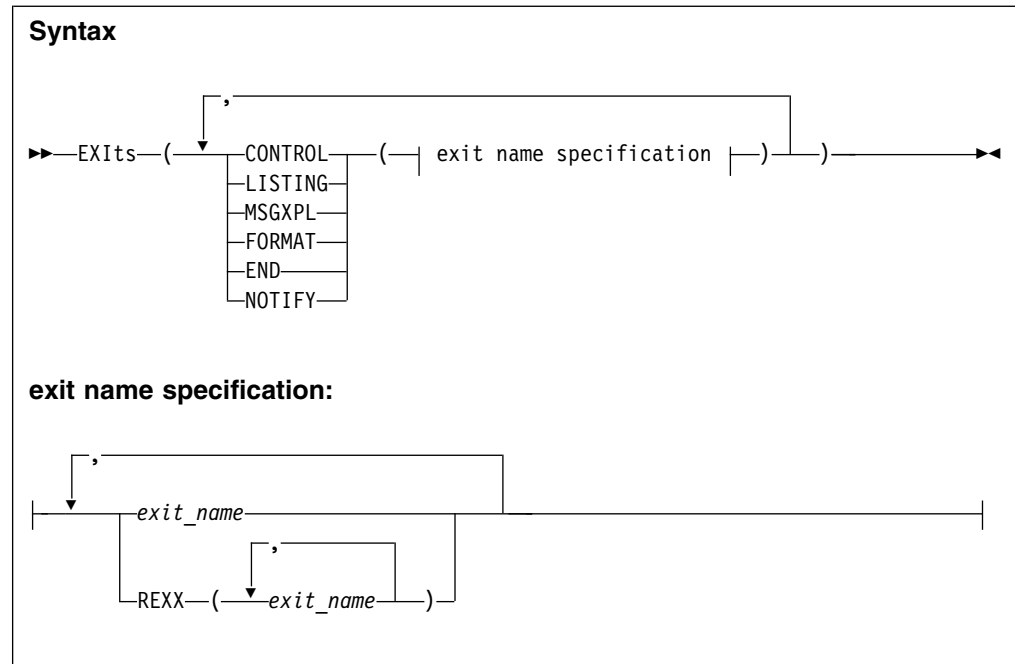 Syntax
,
EXIts ( CONTROL ( exit name specification ) )
LISTING
MSGXPL
FORMAT
END
NOTIFY
exit name specification:
,
exit_name
,
REXX ( exit_name )